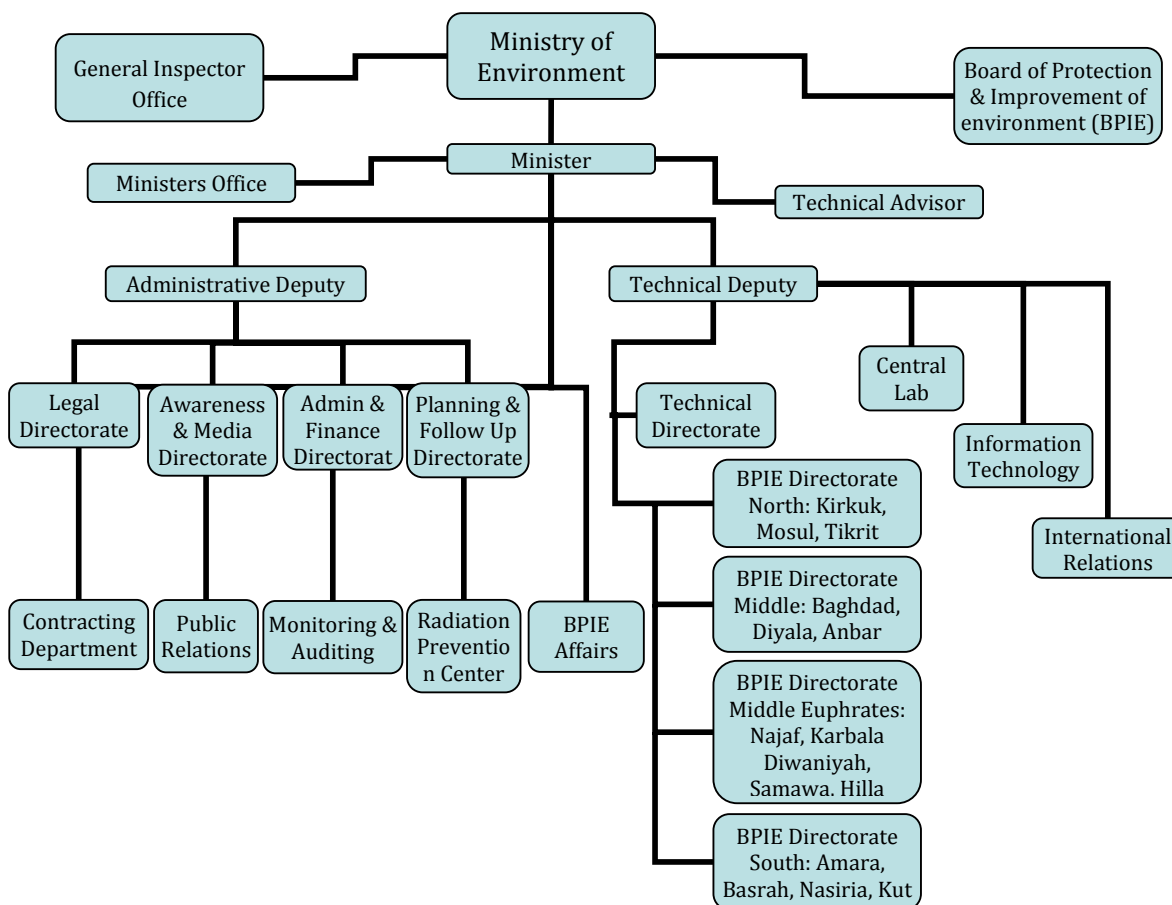 Ministry of
Environment
General Inspector
Office
Board of Protection
& Improvement of
environment (BPIE)
Minister
Ministers Office
Technical Advisor
Administrative Deputy
Technical Deputy
Central
Lab
Legal
Directorate
Awareness
& Media
Directorate
Admin &
Finance
Directorat
Planning &
Follow Up
Directorate
Technical
Directorate
Information
Technology
BPIE Directorate
North: Kirkuk,
Mosul, Tikrit
International
Relations
BPIE Directorate
Middle: Baghdad,
Diyala, Anbar
Contracting
Department
Public
Relations
Monitoring &
Auditing
Radiation
Preventio
n Center
BPIE
Affairs
BPIE Directorate
Middle Euphrates:
Najaf, Karbala
Diwaniyah,
Samawa. Hilla
BPIE Directorate
South: Amara,
Basrah, Nasiria, Kut